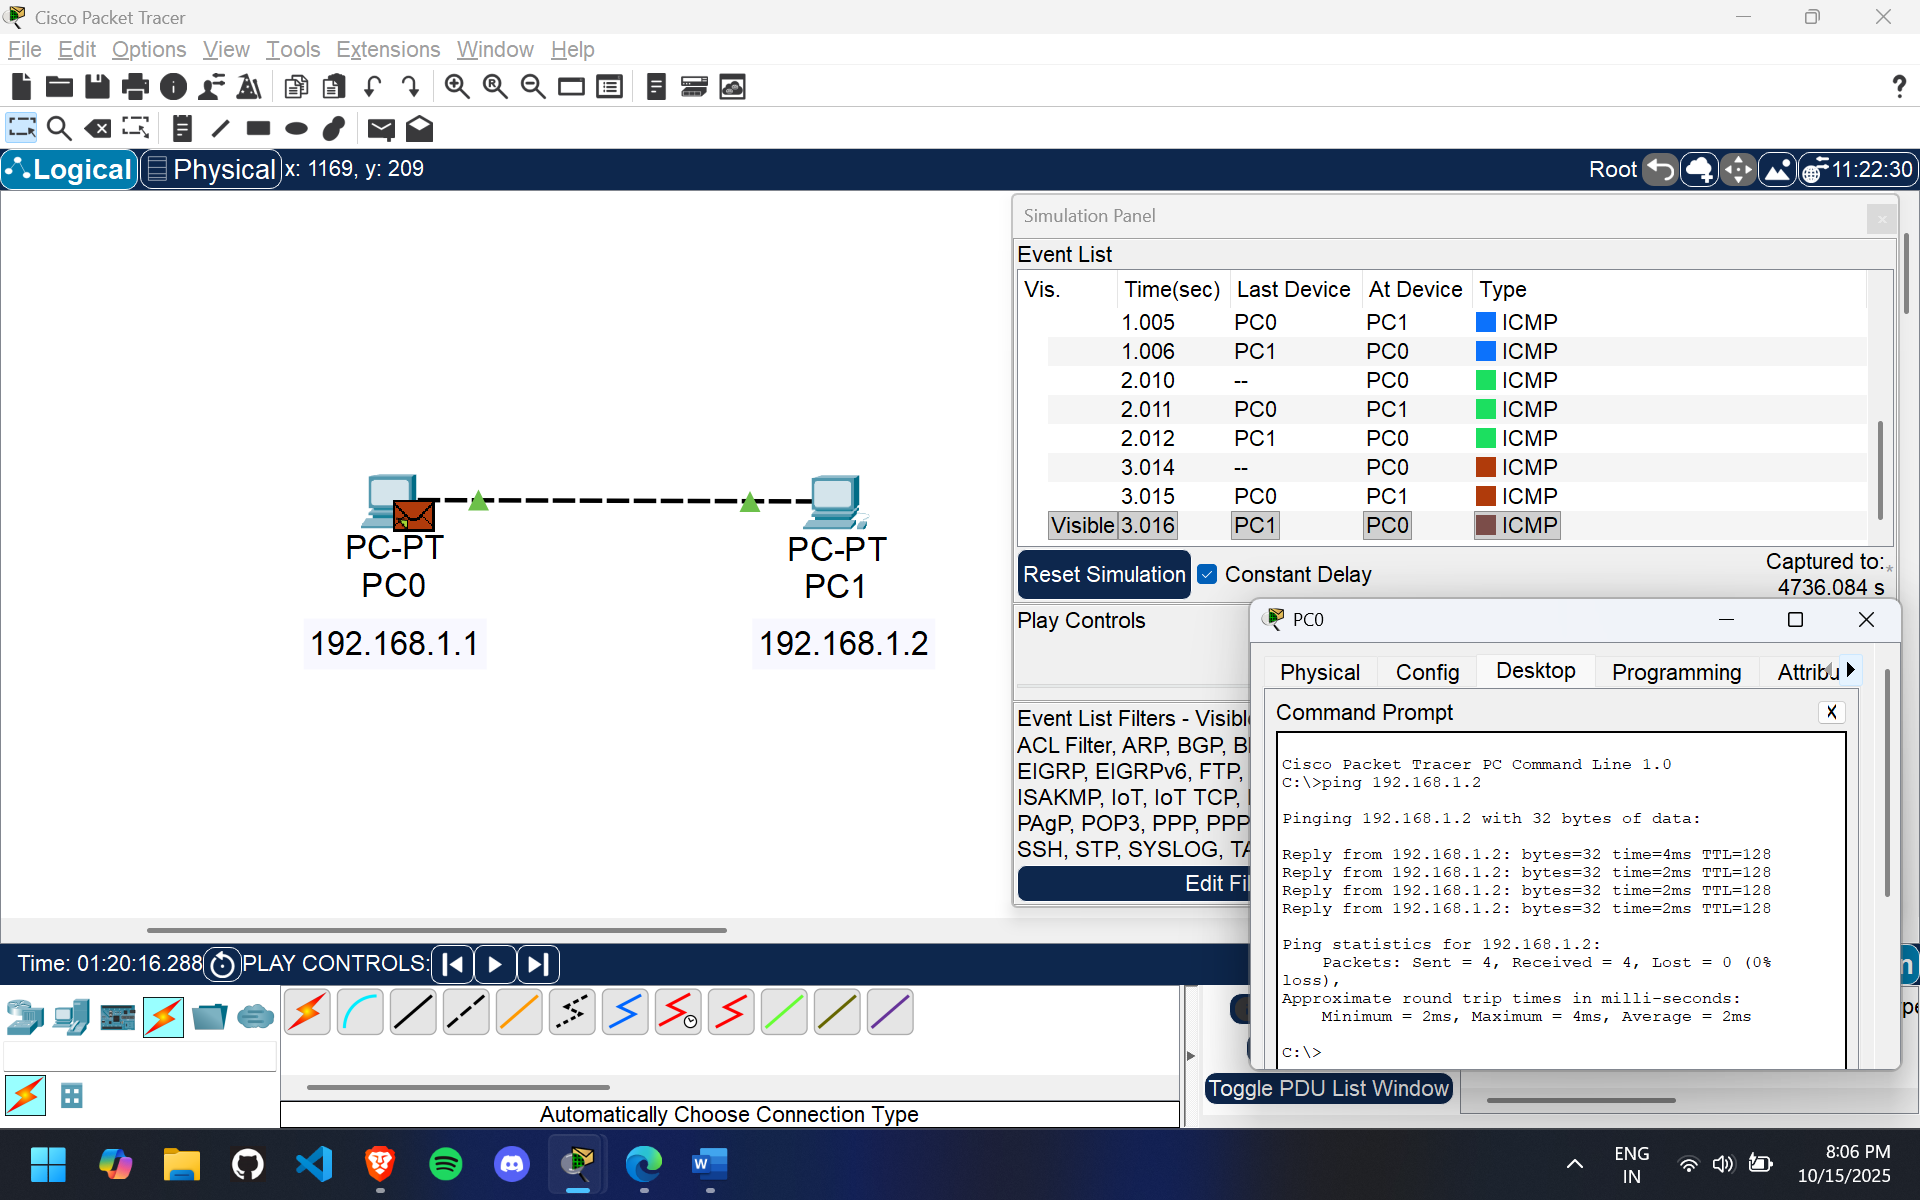 Cisco Packet Tracer
File Edit Options View Tools Extensions Window Help
Logical Physical x: 1169, y: 209 Root 11:22:30
Simulation Panel
Event List
Vis. Time(sec) Last Device At Device Type
1.005 PC0 PC1 ICMP
1.006 PC1 PC0 ICMP
2.010 -- PC0 ICMP
2.011 PC0 PC1 ICMP
2.012 PC1 PC0 ICMP
3.014 -- PC0 ICMP
3.015 PC0 PC1 ICMP
Visible 3.016 PC1 PC0 ICMP
Reset Simulation Constant Delay Captured to:
4736.084 s
Play Controls
Event List Filters - Visibl
ACL Filter, ARP, BGP, B
EIGRP, EIGRPv6, FTP,
ISAKMP, IoT, IoT TCP,
PAgP, POP3, PPP, PPP
SSH, STP, SYSLOG, TA
Edit Fil
PC-PT
PC0
192.168.1.1
PC-PT
PC1
192.168.1.2
PC0
Physical Config Desktop Programming Attribu
Command Prompt X
Cisco Packet Tracer PC Command Line 1.0
C:\>ping 192.168.1.2
Pinging 192.168.1.2 with 32 bytes of data:
Reply from 192.168.1.2: bytes=32 time=4ms TTL=128
Reply from 192.168.1.2: bytes=32 time=2ms TTL=128
Reply from 192.168.1.2: bytes=32 time=2ms TTL=128
Reply from 192.168.1.2: bytes=32 time=2ms TTL=128
Ping statistics for 192.168.1.2:
Packets: Sent = 4, Received = 4, Lost = 0 (0%
loss),
Approximate round trip times in milli-seconds:
Minimum = 2ms, Maximum = 4ms, Average = 2ms
C:\>
Time: 01:20:16.288 PLAY CONTROLS:
Toggle PDU List Window
Automatically Choose Connection Type
ENG
IN
8:06 PM
10/15/2025